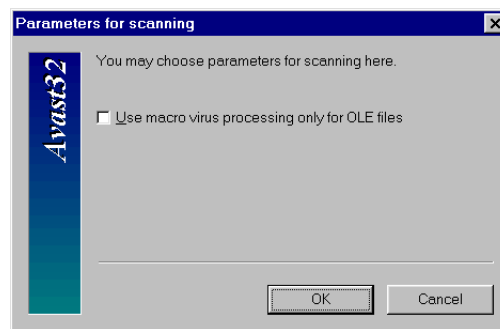 Parameters for scanning
Avast32
You may choose parameters for scanning here.
Use macro virus processing only for OLE files
OK
Cancel